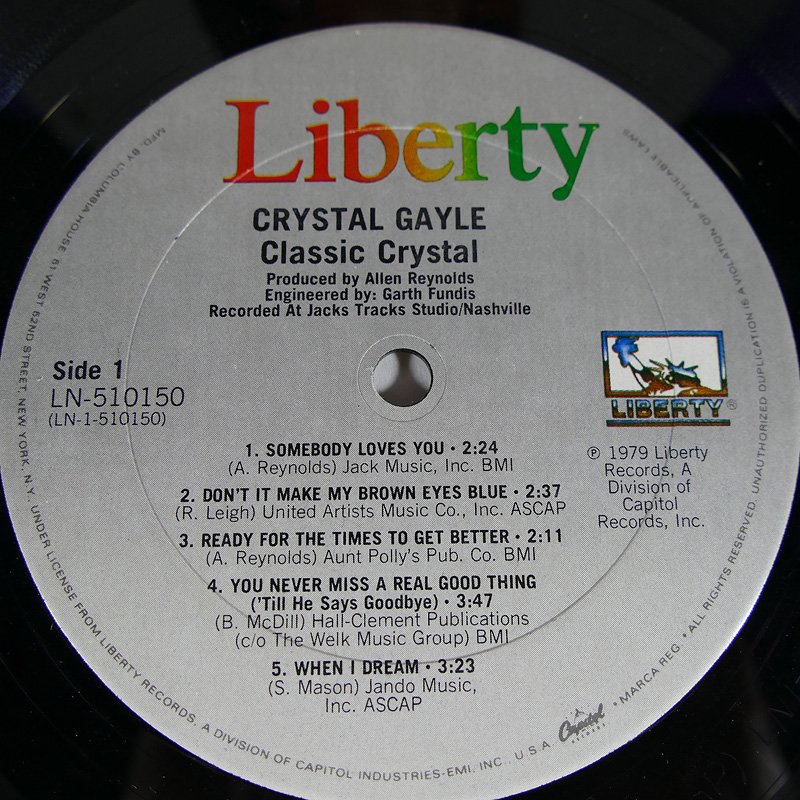 Liberty
CRYSTAL GAYLE
Classic Crystal
Produced by Allen Reynolds
Engineered by: Garth Fundis
Recorded At Jacks Tracks Studio/Nashville
Side 1
LN-510150
(LN-1-510150)
LIBERTY®
℗ 1979 Liberty
Records, A
Division of
Capitol
Records, Inc.
1. SOMEBODY LOVES YOU • 2:24
(A. Reynolds) Jack Music, Inc. BMI
2. DON'T IT MAKE MY BROWN EYES BLUE • 2:37
(R. Leigh) United Artists Music Co., Inc. ASCAP
3. READY FOR THE TIMES TO GET BETTER • 2:11
(A. Reynolds) Aunt Polly's Pub. Co. BMI
4. YOU NEVER MISS A REAL GOOD THING
('Till He Says Goodbye) • 3:47
(B. McDill) Hall-Clement Publications
(c/o The Welk Music Group) BMI
5. WHEN I DREAM • 3:23
(S. Mason) Jando Music,
Inc. ASCAP
MFD. BY COLUMBIA HOUSE, 51 WEST 52ND STREET, NEW YORK, N.Y. UNDER LICENSE FROM LIBERTY RECORDS, A DIVISION OF CAPITOL INDUSTRIES-EMI, INC., U.S.A. Capitol RECORDS • MARCA REG. • ALL RIGHTS RESERVED. UNAUTHORIZED DUPLICATION IS A VIOLATION OF APPLICABLE LAWS